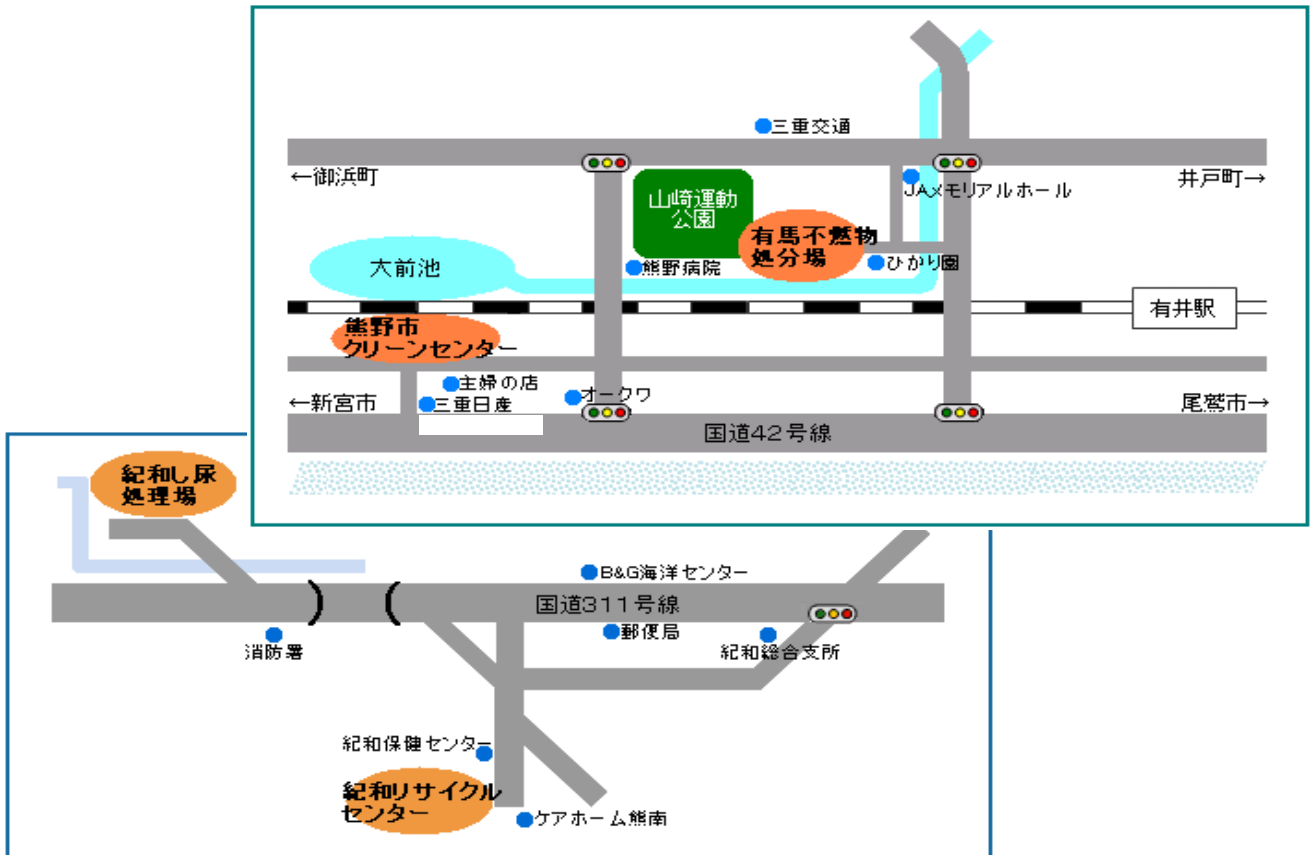 三重交通
←御浜町
井戸町→
JAメモリアルホール
山崎運動
公園
有馬不燃物
処分場
ひかり園
熊野病院
大前池
有井駅
熊野市
クリーンセンター
主婦の店
三重日産
オークワ
←新宮市
尾鷲市→
国道42号線
紀和し尿
処理場
B&G海洋センター
国道311号線
郵便局
消防署
紀和総合支所
紀和保健センター
紀和リサイクル
センター
ケアホーム熊南